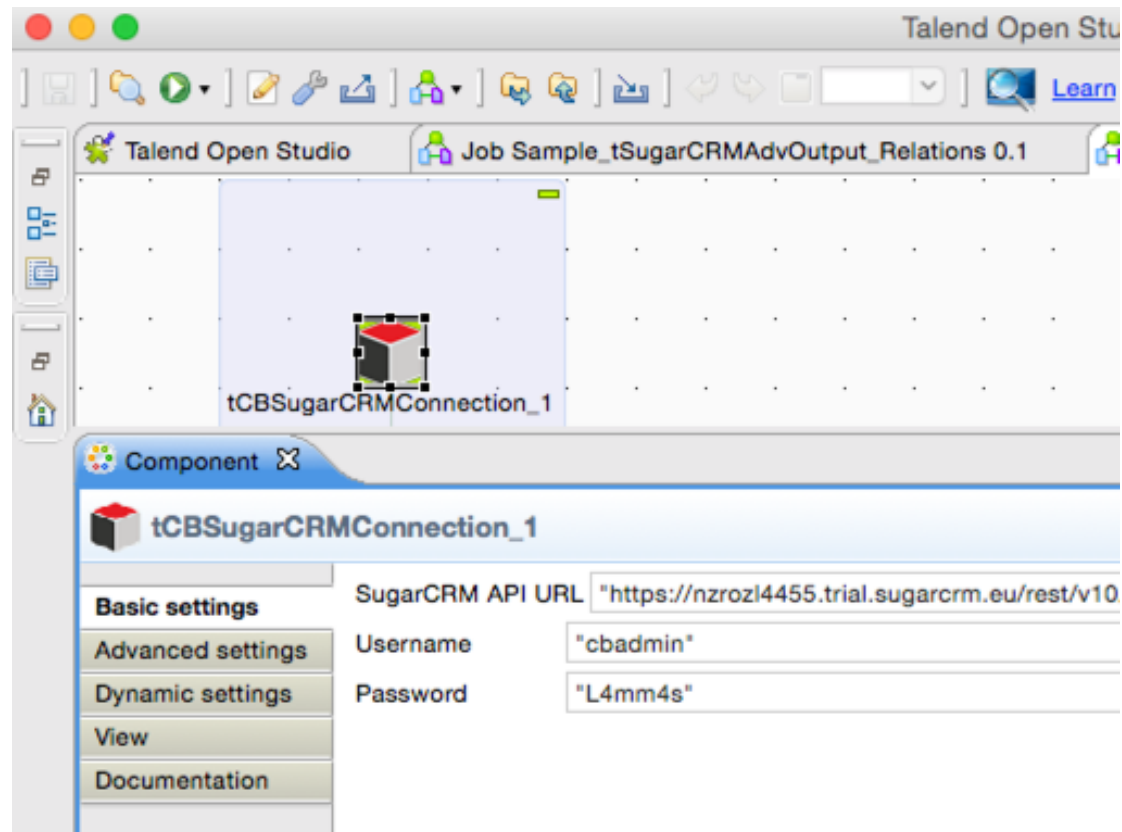 Talend Open Stu
Learn
Talend Open Studio
Job Sample_tSugarCRMAdvOutput_Relations 0.1
tCBSugarCRMConnection_1
Component
tCBSugarCRMConnection_1
Basic settings
SugarCRM API URL "https://nzrozl4455.trial.sugarcrm.eu/rest/v10
Advanced settings
Username "cbadmin"
Dynamic settings
Password "L4mm4s"
View
Documentation